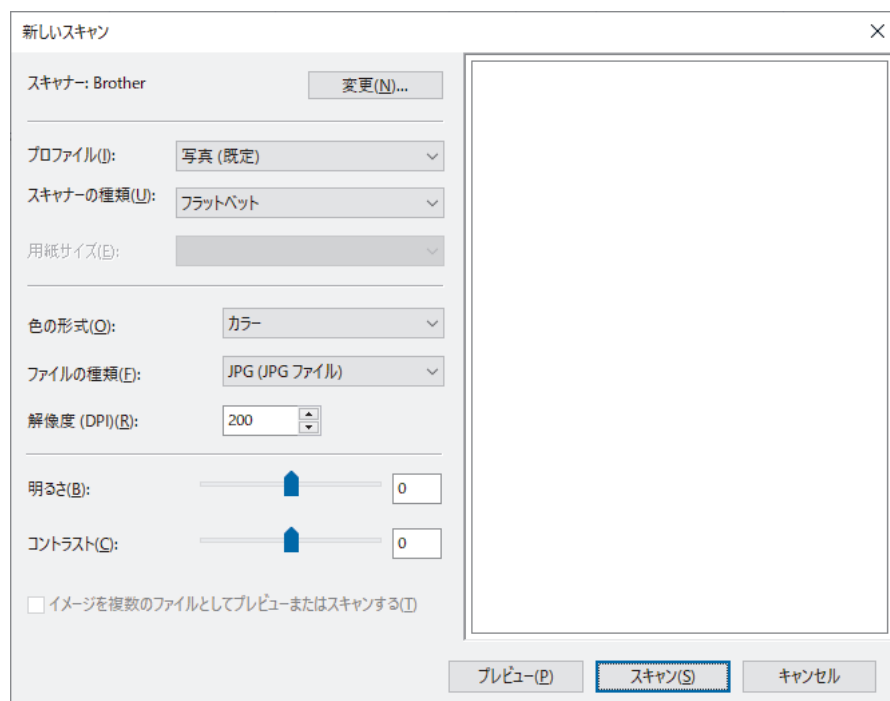 新しいスキャン
スキャナー: Brother 変更(N)...
プロファイル(I): 写真 (既定)
スキャナーの種類(U): フラットベット
用紙サイズ(E):
色の形式(O): カラー
ファイルの種類(F): JPG (JPG ファイル)
解像度 (DPI)(R): 200
明るさ(B): 0
コントラスト(C): 0
イメージを複数のファイルとしてプレビューまたはスキャンする(T)
プレビュー(P) スキャン(S) キャンセル